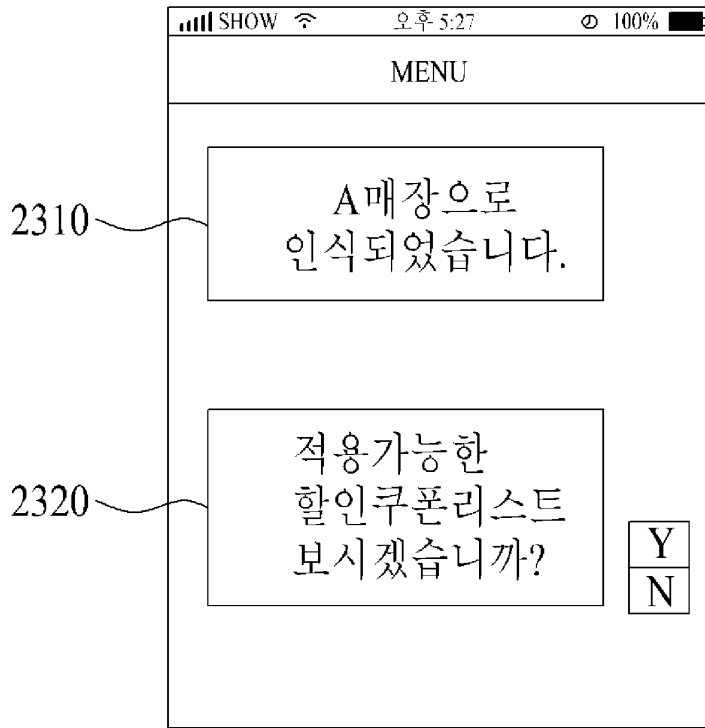 SHOW 오후 5:27 100%
MENU
2310
A매장으로
인식되었습니다.
2320
적용가능한
할인쿠폰리스트
보시겠습니까?
Y
N